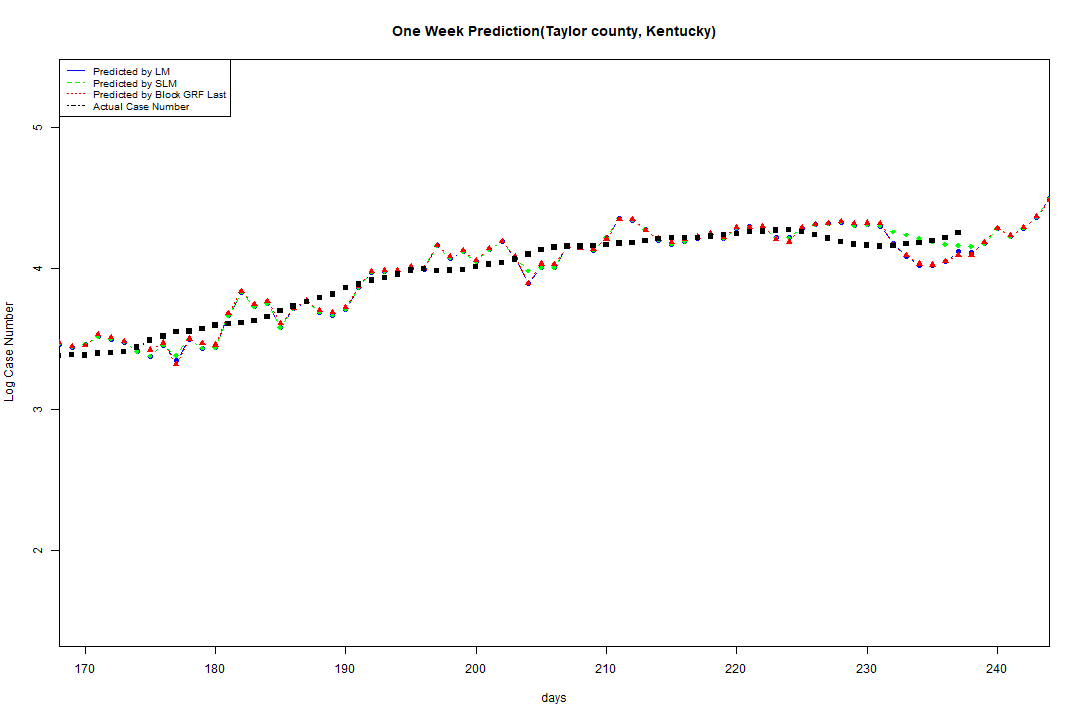 One Week Prediction(Taylor county, Kentucky)
Predicted by LM
Predicted by SLM
Predicted by Block GRF Last
Actual Case Number
5
4
3
2
Log Case Number
170 180 190 200 210 220 230 240
days